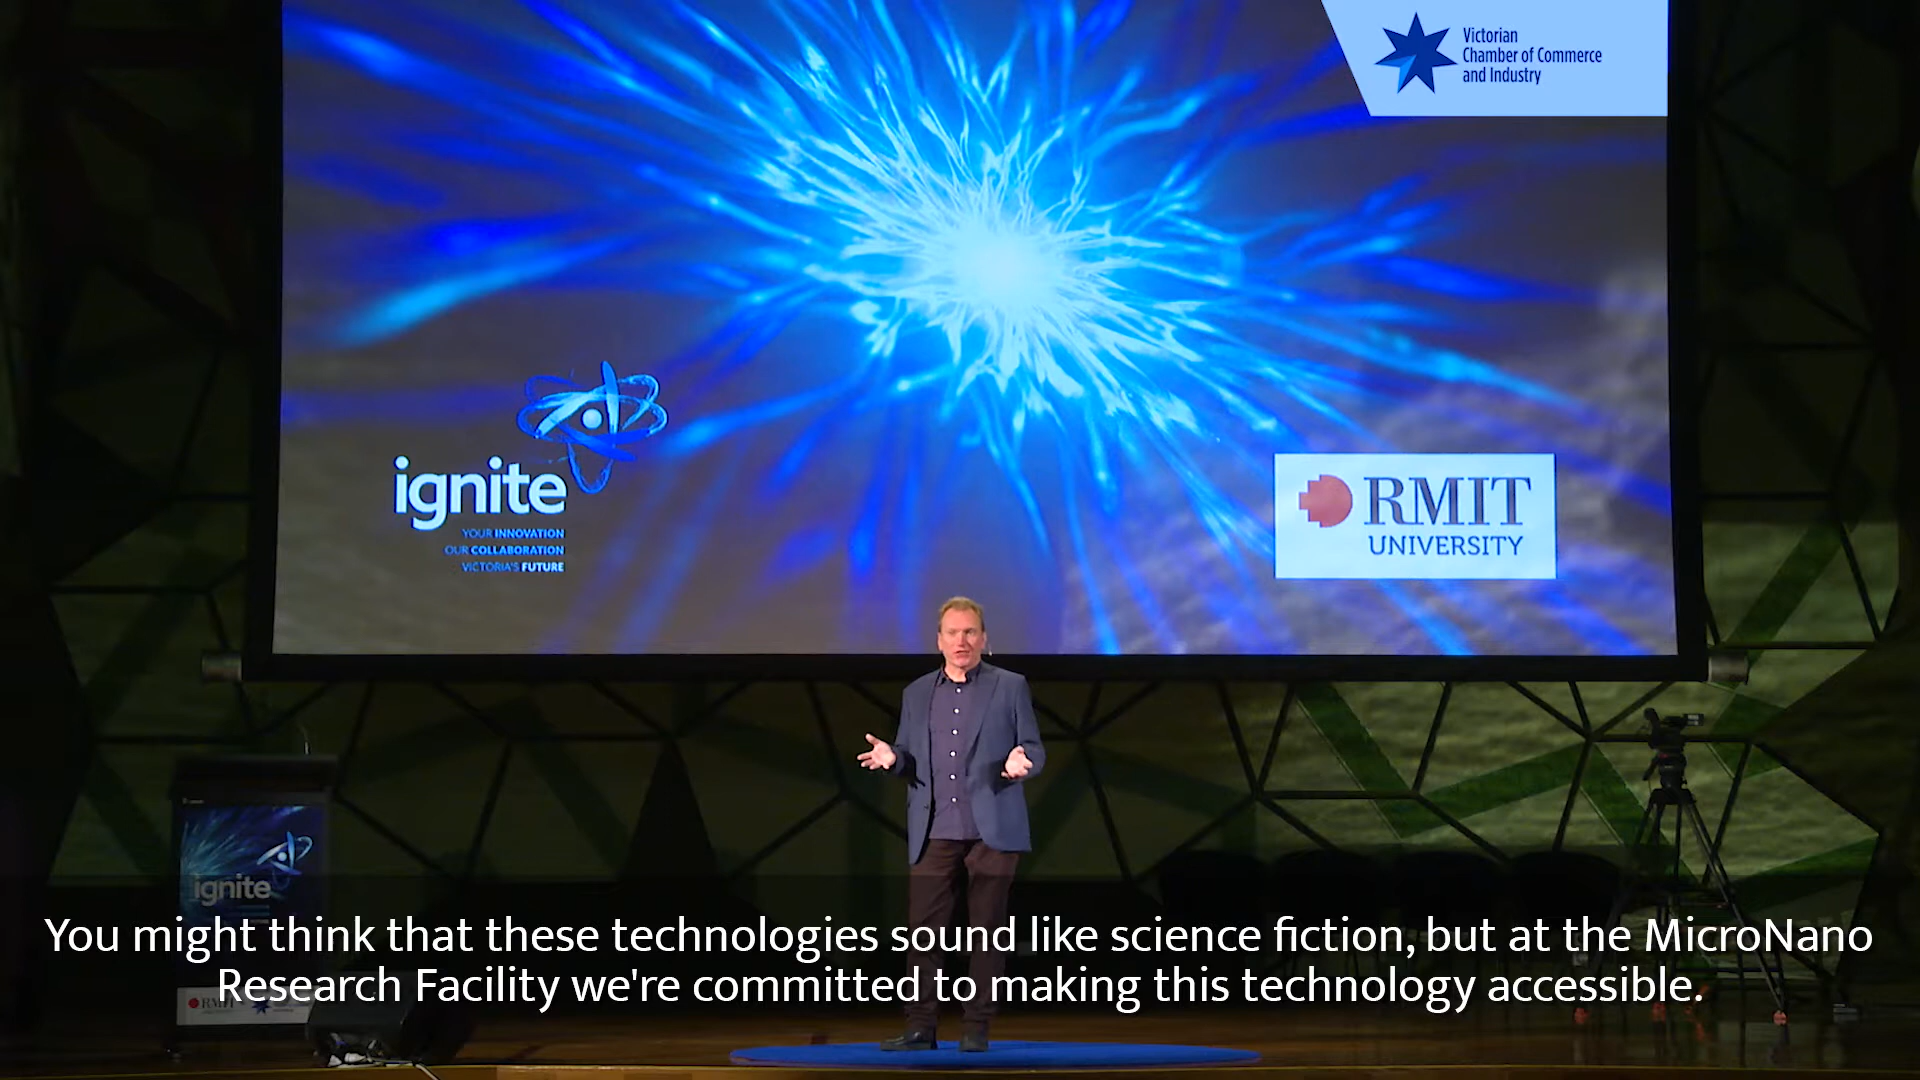 Victorian
Chamber of Commerce
and Industry
ignite
YOUR INNOVATION
OUR COLLABORATION
VICTORIA'S FUTURE
RMIT
UNIVERSITY
ignite
You might think that these technologies sound like science fiction, but at the MicroNano
Research Facility we're committed to making this technology accessible.
RMIT